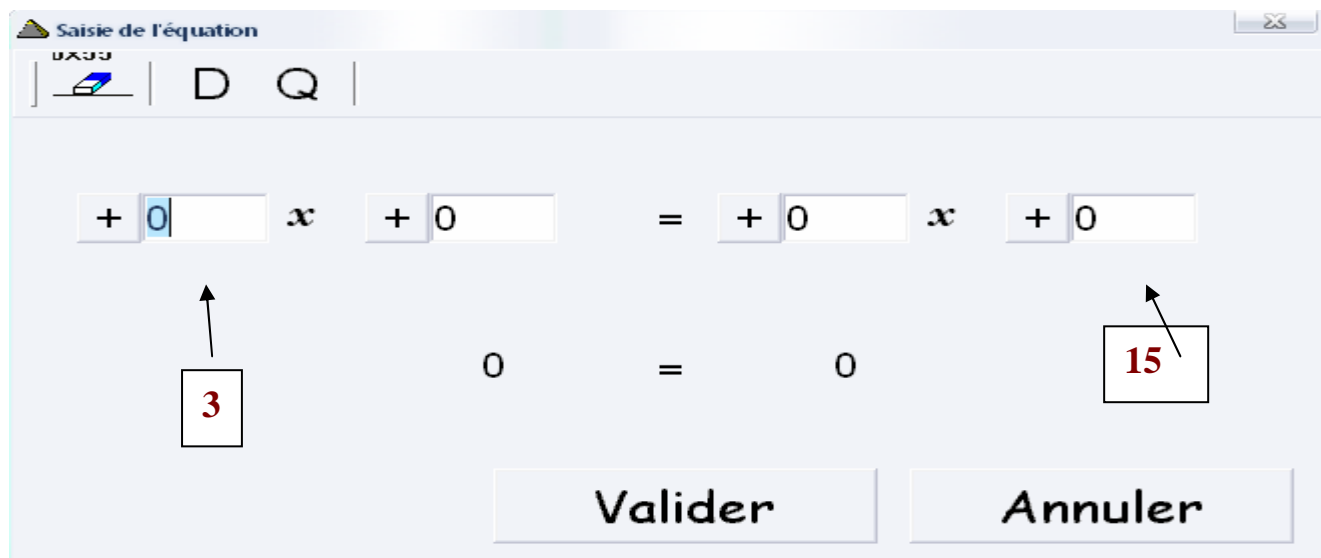 Saisie de l'équation
D Q
+ 0 x + 0 = + 0 x + 0
0 = 0
3
15
Valider Annuler